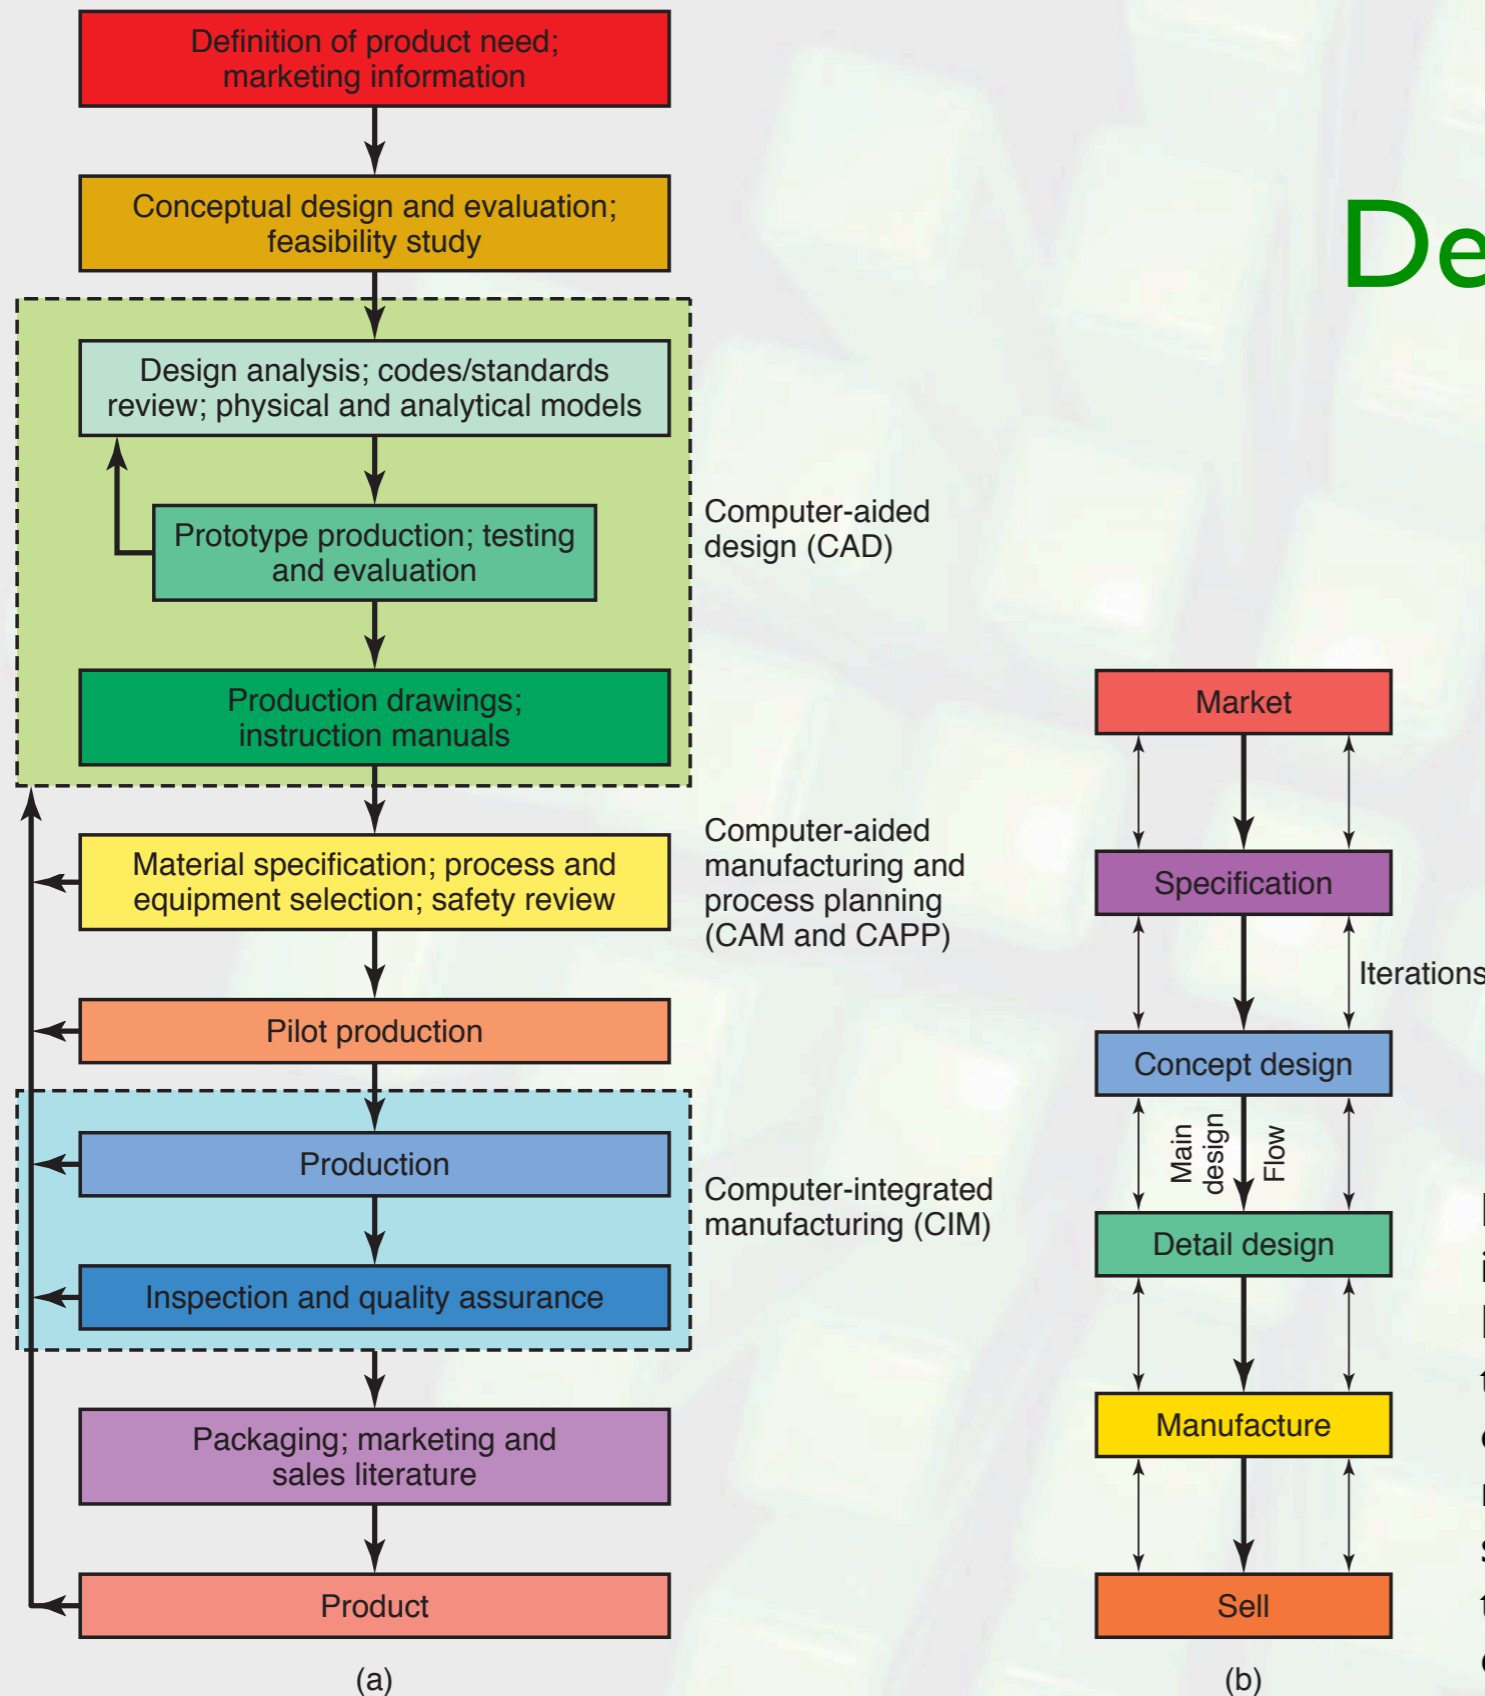 Definition of product need;
marketing information
Conceptual design and evaluation;
feasibility study
Design analysis; codes/standards
review; physical and analytical models
Prototype production; testing
and evaluation
Computer-aided
design (CAD)
Production drawings;
instruction manuals
Material specification; process and
equipment selection; safety review
Computer-aided
manufacturing and
process planning
(CAM and CAPP)
Pilot production
Production
Inspection and quality assurance
Computer-integrated
manufacturing (CIM)
Packaging; marketing and
sales literature
Product
(a)
De
Market
Specification
Iterations
Concept design
Main
design
Flow
Detail design
Manufacture
Sell
(b)